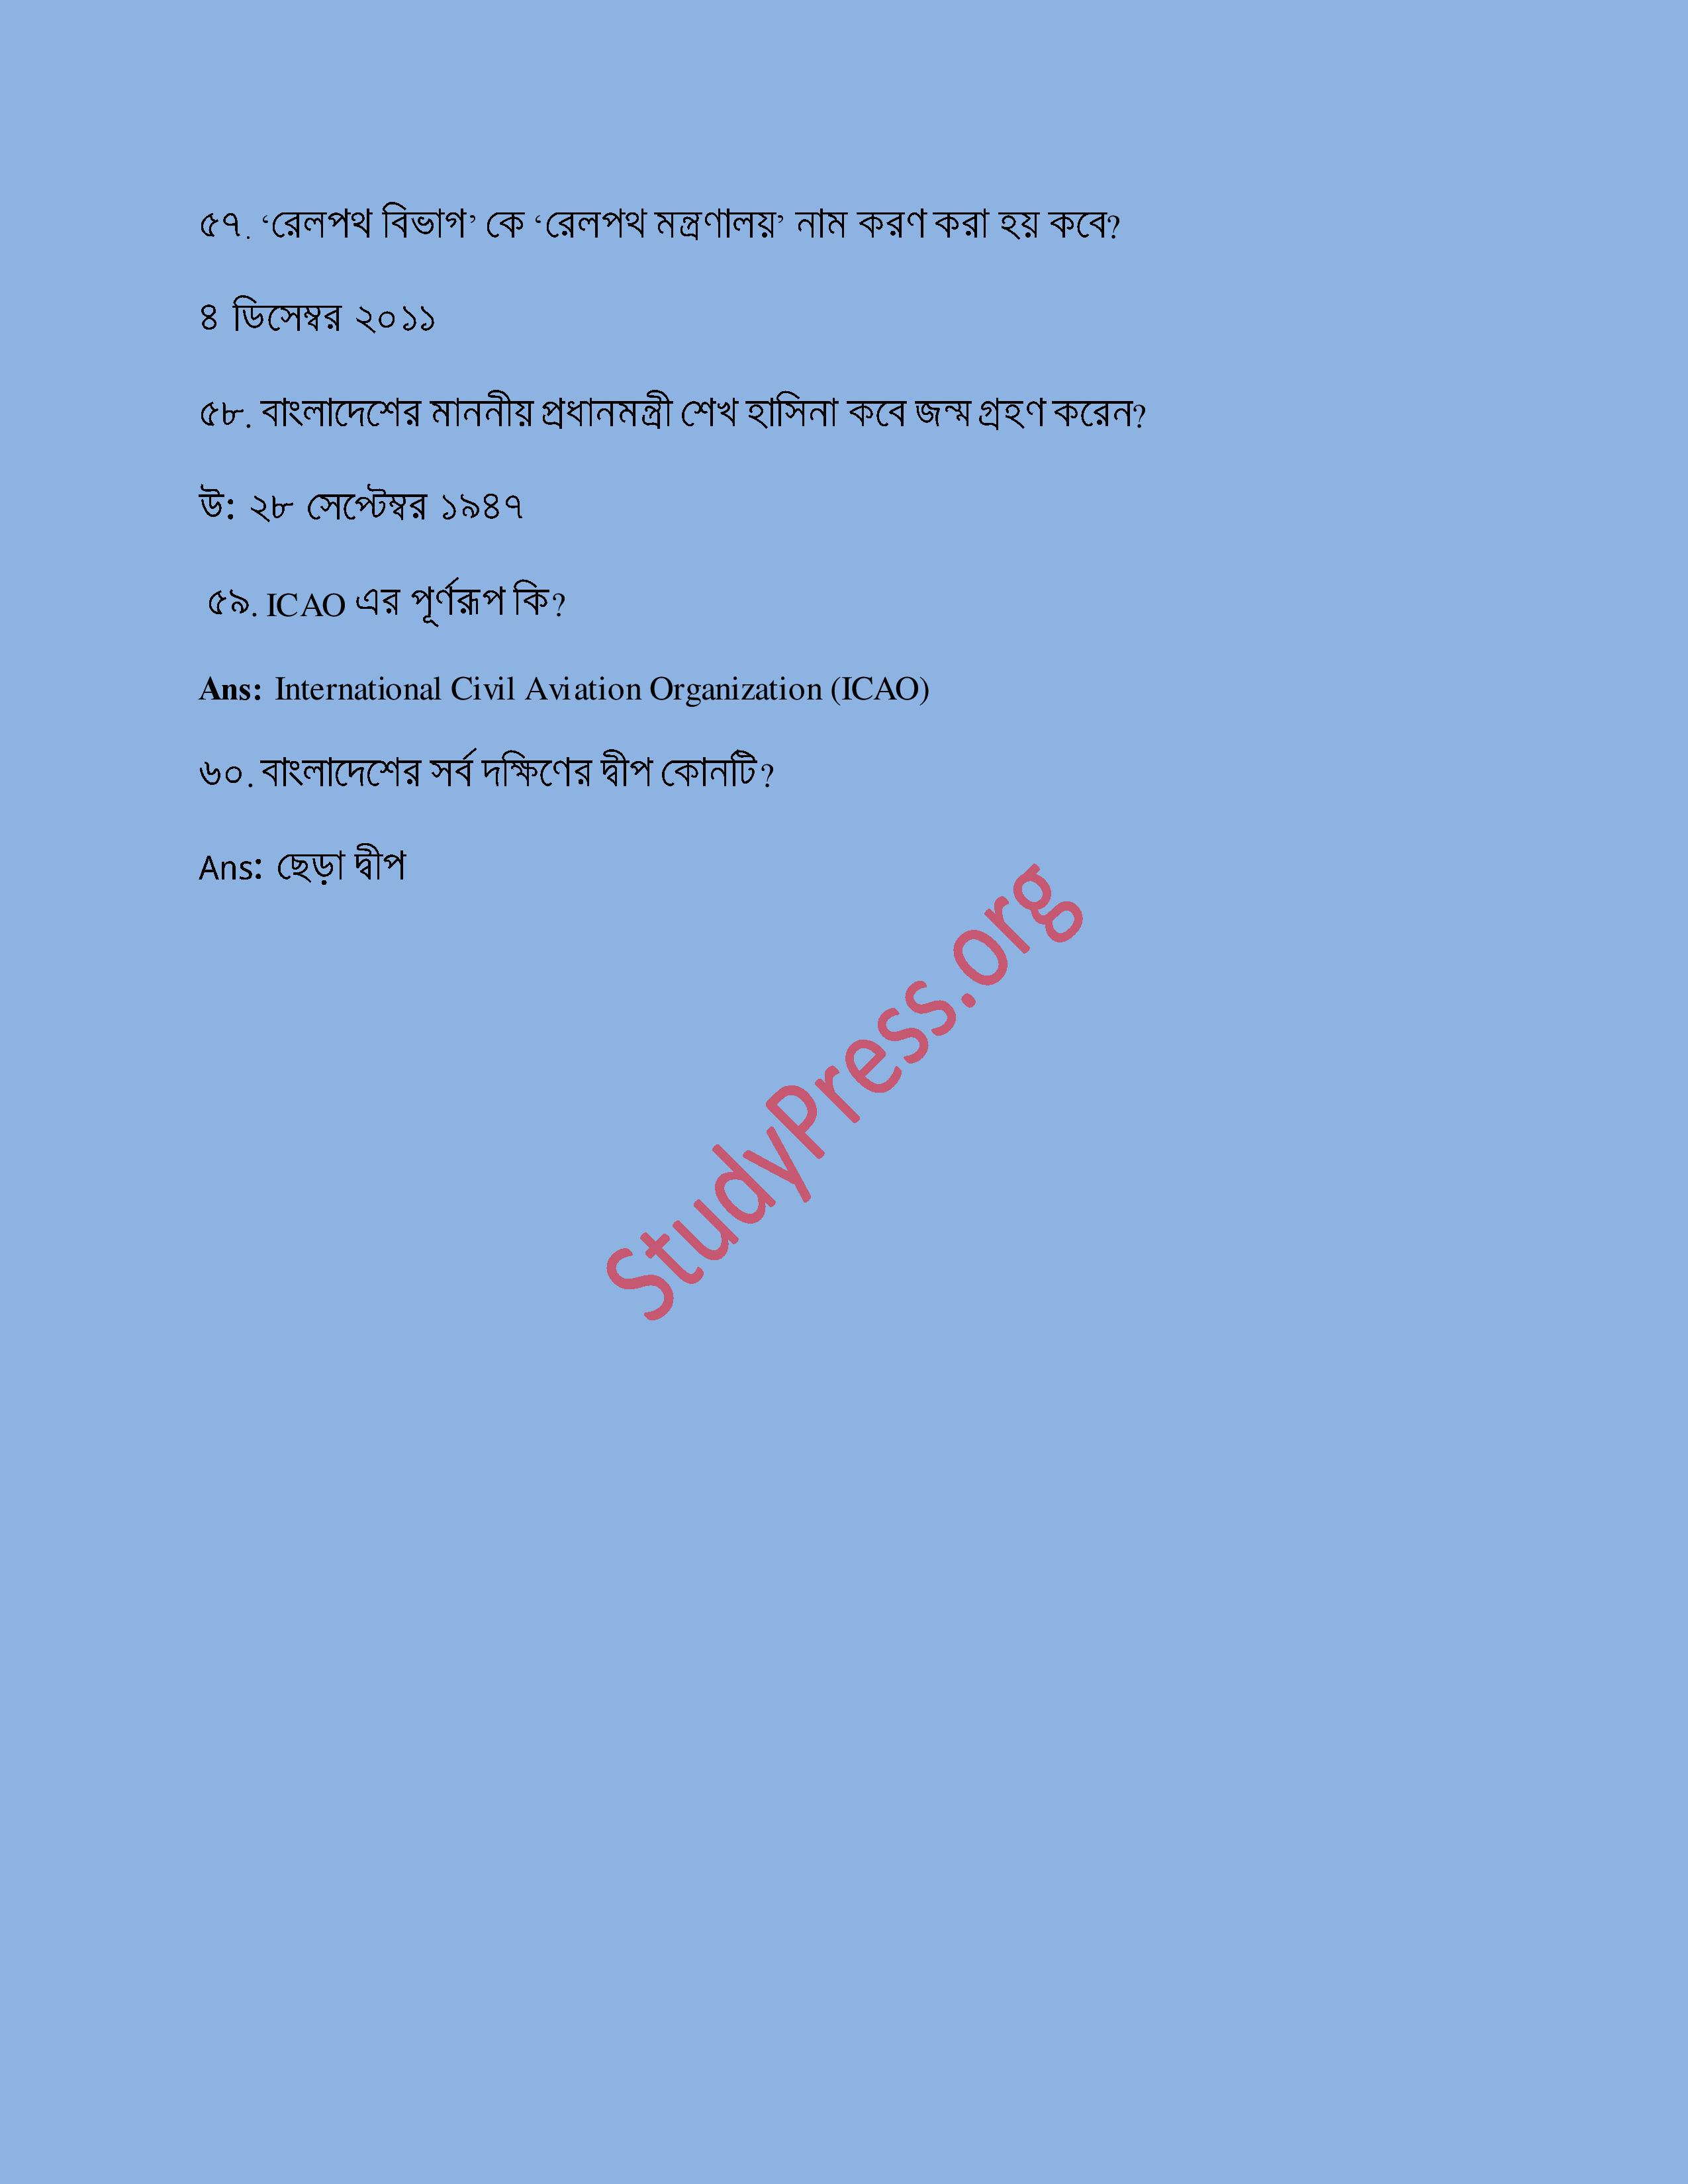 ৫৭. ‘রেলপথ বিভাগ’ কে ‘রেলপথ মন্ত্রণালয়’ নাম করণ করা হয় কবে?
৪ ডিসেম্বর ২০১১
৫৮. বাংলাদেশের মাননীয় প্রধানমন্ত্রী শেখ হাসিনা কবে জন্ম গ্রহণ করেন?
উ: ২৮ সেপ্টেম্বর ১৯৪৭
৫৯. ICAO এর পূর্ণরূপ কি?
Ans: International Civil Aviation Organization (ICAO)
৬০. বাংলাদেশের সর্ব দক্ষিণের দ্বীপ কোনটি?
Ans: ছেড়া দ্বীপ
StudyPress.org